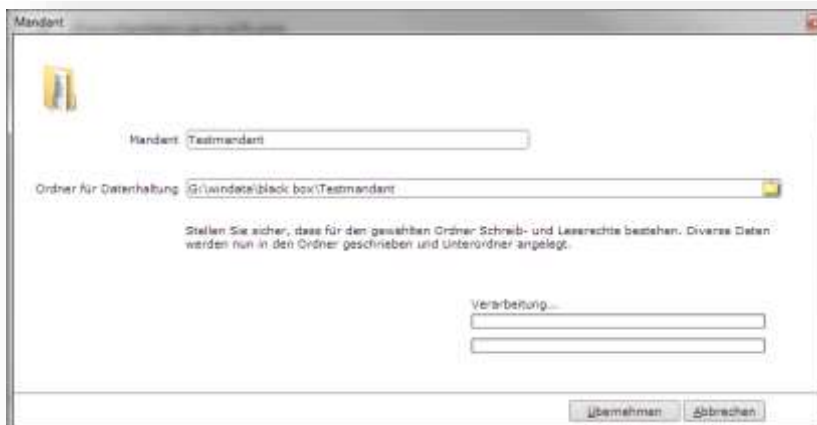 Mandant
Mandant Testmandant
Ordner für Datenhaltung G:\windata\black box\Testmandant
Stellen Sie sicher, dass für den gewählten Ordner Schreib- und Leserechte bestehen. Diverse Daten
werden nun in den Ordner geschrieben und Unterordner angelegt.
Verarbeitung...
Übernehmen Abbrechen